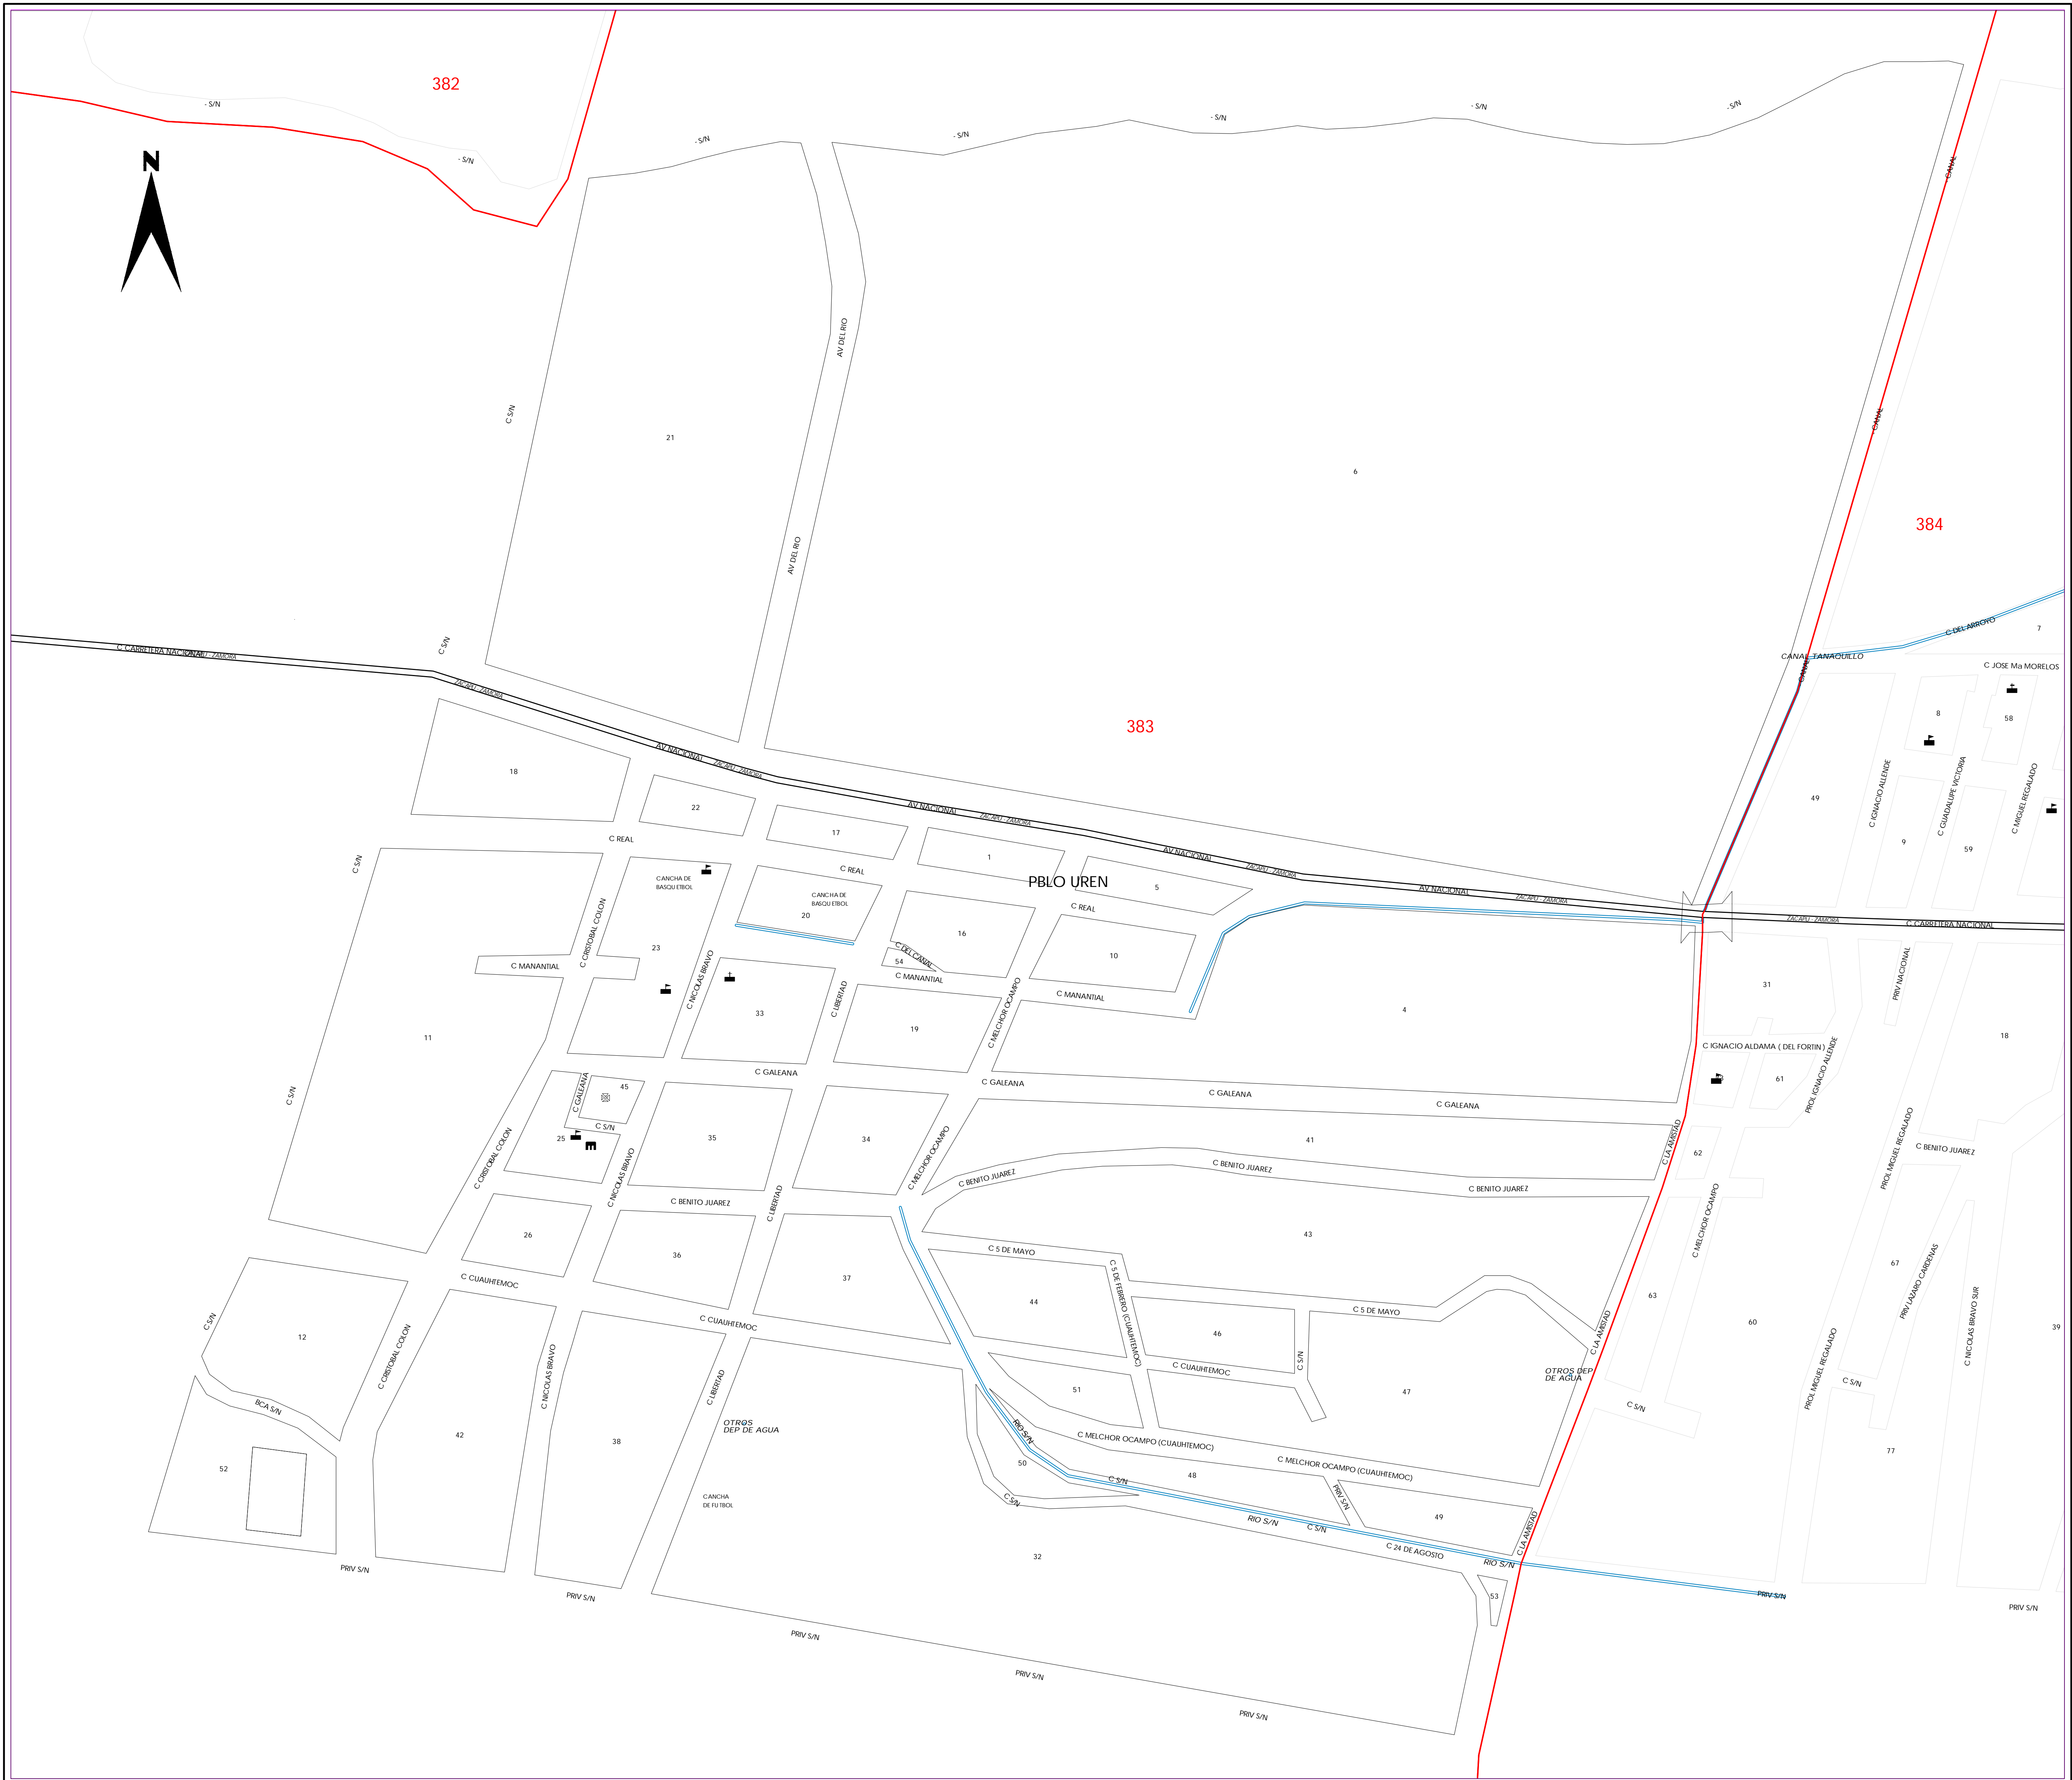 382
- S/N
- S/N
- S/N
- S/N
- S/N
- S/N
- S/N
N
CANAL
CANAL
AV DEL RIO
AV DEL RIO
C S/N
21
6
384
C S/N
C CARRETERA NACIONAL
ZACAPU - ZAMORA
ZACAPU - ZAMORA
C DEL ARROYO
7
CANAL TANAQUILLO
CANAL
C JOSE Ma MORELOS
383
AV NACIONAL
ZACAPU - ZAMORA
18
22
17
1
5
AV NACIONAL
ZACAPU - ZAMORA
AV NACIONAL
ZACAPU - ZAMORA
AV NACIONAL
ZACAPU - ZAMORA
ZACAPU - ZAMORA
C CARRETERA NACIONAL
8
58
49
9
59
C IGNACIO ALLENDE
C GUADALUPE VICTORIA
C MIGUEL REGALADO
C REAL
C REAL
C REAL
PBLO UREN
C S/N
CANCHA DE
BASQUETBOL
CANCHA DE
BASQUETBOL
20
23
16
10
54
C DEL CANAL
C CRISTOBAL COLON
C MANANTIAL
C MANANTIAL
C MANANTIAL
C NICOLAS BRAVO
C LIBERTAD
C MELCHOR OCAMPO
11
33
19
4
31
18
PRIV NACIONAL
C IGNACIO ALDAMA ( DEL FORTIN )
61
PROL IGNACIO ALLENDE
C S/N
C GALEANA
C GALEANA
C GALEANA
C GALEANA
C GALEANA
45
C S/N
25
35
34
41
62
C LA AMISTAD
C CRISTOBAL COLON
C NICOLAS BRAVO
C MELCHOR OCAMPO
C BENITO JUAREZ
C BENITO JUAREZ
C BENITO JUAREZ
C BENITO JUAREZ
C BENITO JUAREZ
C LIBERTAD
PROL MIGUEL REGALADO
C MELCHOR OCAMPO
26
36
37
43
67
C 5 DE MAYO
C 5 DE MAYO
C 5 DE FEBRERO (CUAUHTEMOC)
C CUAUHTEMOC
C CUAUHTEMOC
C CUAUHTEMOC
44
46
63
60
39
PRIV LAZARO CARDENAS
C NICOLAS BRAVO SUR
C S/N
12
C CRISTOBAL COLON
C NICOLAS BRAVO
C LIBERTAD
C S/N
C LA AMISTAD
OTROS DEP
DE AGUA
51
47
PROL MIGUEL REGALADO
C S/N
C S/N
BCA S/N
OTROS
DEP DE AGUA
42
38
52
RIO S/N
C MELCHOR OCAMPO (CUAUHTEMOC)
C MELCHOR OCAMPO (CUAUHTEMOC)
77
50
C S/N
48
C S/N
PRIV S/N
CANCHA
DE FUTBOL
49
RIO S/N
C S/N
C LA AMISTAD
C 24 DE AGOSTO
RIO S/N
32
53
PRIV S/N
PRIV S/N
PRIV S/N
PRIV S/N
PRIV S/N
PRIV S/N
PRIV S/N